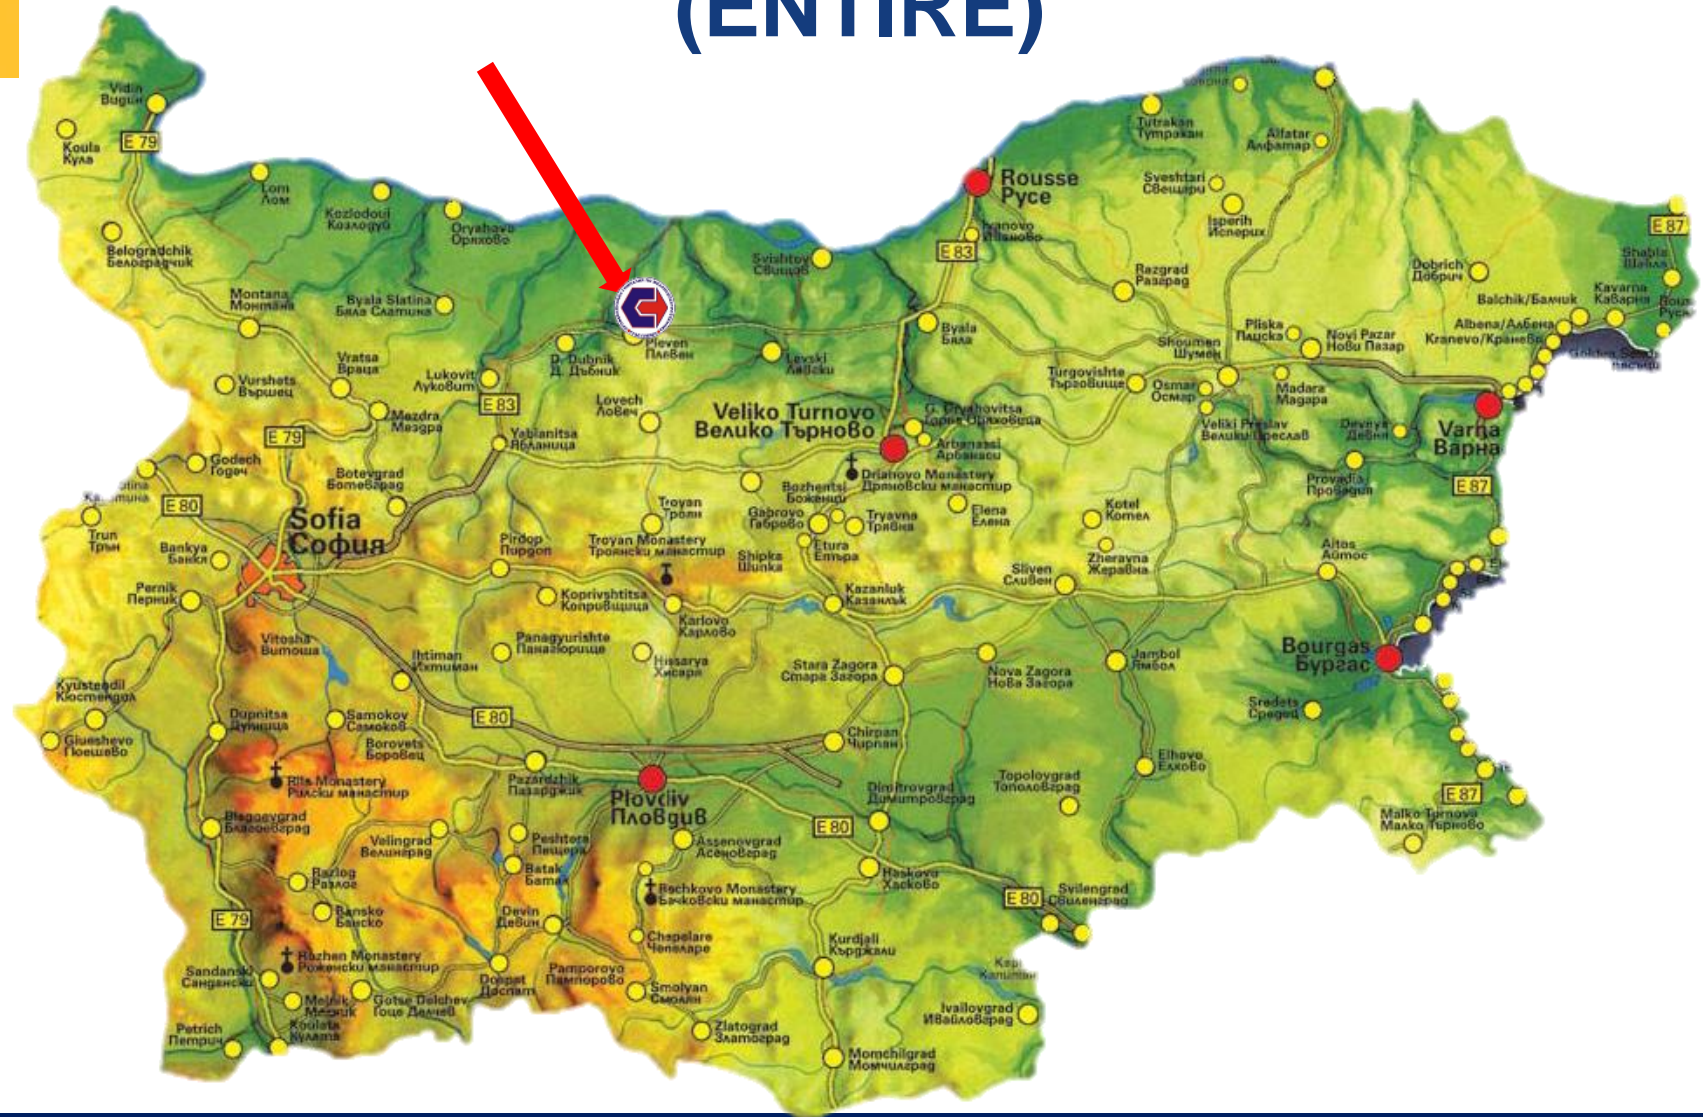 (ENTIRE)
Vidin
Видин
Koula
Кула
E 79
Lom
Лом
Kozlodoui
Козлодуй
Oryahovo
Оряхово
Belogradchik
Белоградчик
Montana
Монтана
Byala Slatina
Бяла Слатина
Vratsa
Враца
Vurshets
Вършец
Mezdra
Мездра
Lukovit
Луковит
E 83
D. Dubnik
Д. Дъбник
Pleven
Плевен
Levski
Левски
Svishtov
Свищов
Lovech
Ловеч
Yablanitsa
Ябланица
E 79
Godech
Годеч
Botevgrad
Ботевград
E 80
Trun
Трън
Bankya
Банкя
Sofia
София
Pernik
Перник
Pirdop
Пирдоп
Troyan
Троян
Troyan Monastery
Троянски манастир
Koprivshtitsa
Копривщица
Karlovo
Карлово
Panagyurishte
Панагюрище
Hissarya
Хисаря
Vitosha
Витоша
Ihtiman
Ихтиман
Kyustendil
Кюстендил
Giueshevo
Гюешево
Dupnitsa
Дупница
Samokov
Самоков
Borovets
Боровец
E 80
Pazardzhik
Пазарджик
Plovdiv
Пловдив
Rila Monastery
Рилски манастир
Blagoevgrad
Благоевград
Velingrad
Велинград
Peshtera
Пещера
Batak
Батак
Assenovgrad
Асеновград
Razlog
Разлог
Bansko
Банско
Devin
Девин
E 79
Bachkovo Monastery
Бачковски манастир
Chepelare
Чепеларе
Rozhen Monastery
Роженски манастир
Sandanski
Сандански
Melnik
Мелник
Gotse Delchev
Гоце Делчев
Dospat
Доспат
Pamporovo
Пампорово
Smolyan
Смолян
Koulata
Кулата
Petrich
Петрич
Zlatograd
Златоград
Rousse
Русе
Ivanovo
Иваново
E 83
Tutrakan
Тутракан
Alfatar
Алфатар
Sveshtari
Свещари
Isperih
Исперих
Razgrad
Разград
Byala
Бяла
Dobrich
Добрич
E 87
Shabla
Шабла
Kavarna
Каварна
Balchik/Балчик
Albena/Албена
Kranevo/Кранево
Pliska
Плиска
Novi Pazar
Нови Пазар
Shoumen
Шумен
Turgovishte
Търговище
Osmar
Осмар
Madara
Мадара
Veliki Preslav
Велики Преслав
Devnya
Девня
Varna
Варна
Provadia
Провадия
E 87
Veliko Turnovo
Велико Търново
G. Oryahovitsa
Горна Оряховица
Arbanassi
Арбанаси
Drianovo Monastery
Дряновски манастир
Bozhentsi
Боженци
Gabrovo
Габрово
Tryavna
Трявна
Elena
Елена
Etura
Етъра
Shipka
Шипка
Kotel
Котел
Zheravna
Жеравна
Sliven
Сливен
Aitos
Айтос
Kazanluk
Казанлък
Stara Zagora
Стара Загора
Nova Zagora
Нова Загора
Jambol
Ямбол
Bourgas
Бургас
Sredets
Средец
Chirpan
Чирпан
Elhovo
Елхово
Topolovgrad
Тополовград
Dimitrovgrad
Димитровград
E 80
Haskovo
Хасково
E 87
Malko Turnovo
Малко Търново
E 80
Svilengrad
Свиленград
Kurdjali
Кърджали
Ivailovgrad
Ивайловград
Momchilgrad
Момчилград